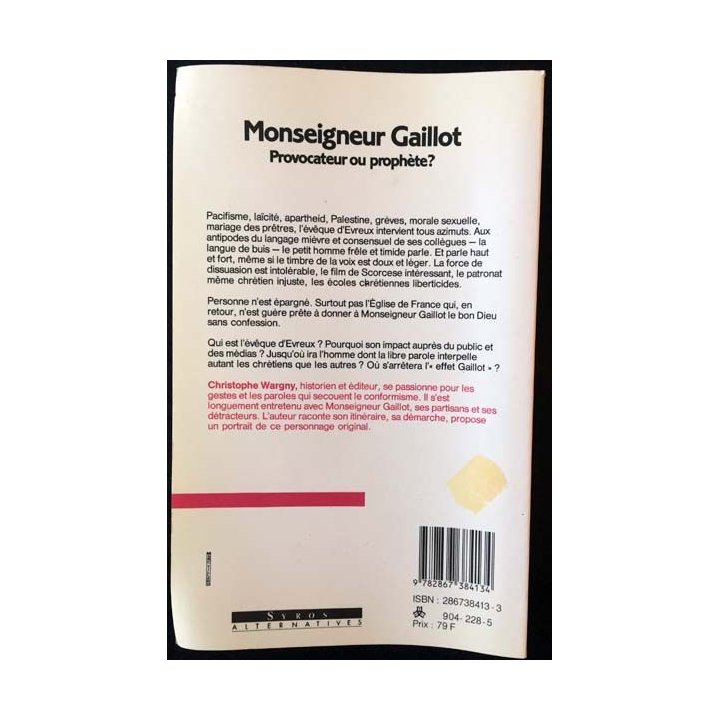 Monseigneur Gaillot
Provocateur ou prophète?
Pacifisme, laïcité, apartheid, Palestine, grèves, morale sexuelle,
mariage des prêtres, l'évêque d'Evreux intervient tous azimuts. Aux
antipodes du langage mièvre et consensuel de ses collègues — la
langue de buis — le petit homme frêle et timide parle. Et parle haut
et fort, même si le timbre de la voix est doux et léger. La force de
dissuasion est intolérable, le film de Scorcese intéressant, le patronat
même chrétien injuste, les écoles chrétiennes liberticides.
Personne n'est épargné. Surtout pas l'Église de France qui, en
retour, n'est guère prête à donner à Monseigneur Gaillot le bon Dieu
sans confession.
Qui est l'évêque d'Evreux ? Pourquoi son impact auprès du public et
des médias ? Jusqu'où ira l'homme dont la libre parole interpelle
autant les chrétiens que les autres ? Où s'arrêtera l'« effet Gaillot » ?
Christophe Wargny, historien et éditeur, se passionne pour les
gestes et les paroles qui secouent le conformisme. Il s'est
longuement entretenu avec Monseigneur Gaillot, ses partisans et ses
détracteurs. L'auteur raconte son itinéraire, sa démarche, propose
un portrait de ce personnage original.
9 782867 384134
ISBN : 286738413-3
904-228-5
Prix : 79 F
SYROS
ALTERNATIVES